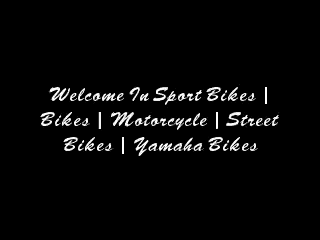 Welcome In Sport Bikes |
Bikes | Motorcycle | Street
Bikes | Yamaha Bikes